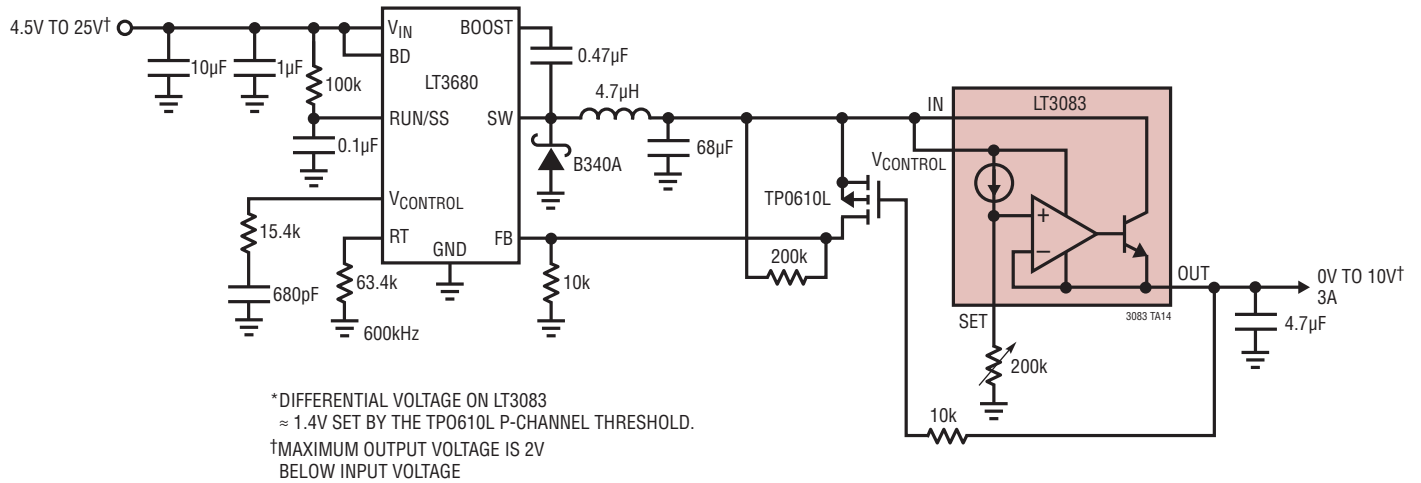 4.5V TO 25V†
10µF
1µF
100k
0.1µF
15.4k
680pF
63.4k
600kHz
VIN
BD
LT3680
RUN/SS
VCONTROL
RT
GND
BOOST
SW
FB
0.47µF
4.7µH
B340A
68µF
10k
200k
TP0610L
IN
VCONTROL
LT3083
+
–
OUT
3083 TA14
SET
200k
10k
0V TO 10V†
3A
4.7µF
*DIFFERENTIAL VOLTAGE ON LT3083
≈ 1.4V SET BY THE TP0610L P-CHANNEL THRESHOLD.
†MAXIMUM OUTPUT VOLTAGE IS 2V
BELOW INPUT VOLTAGE